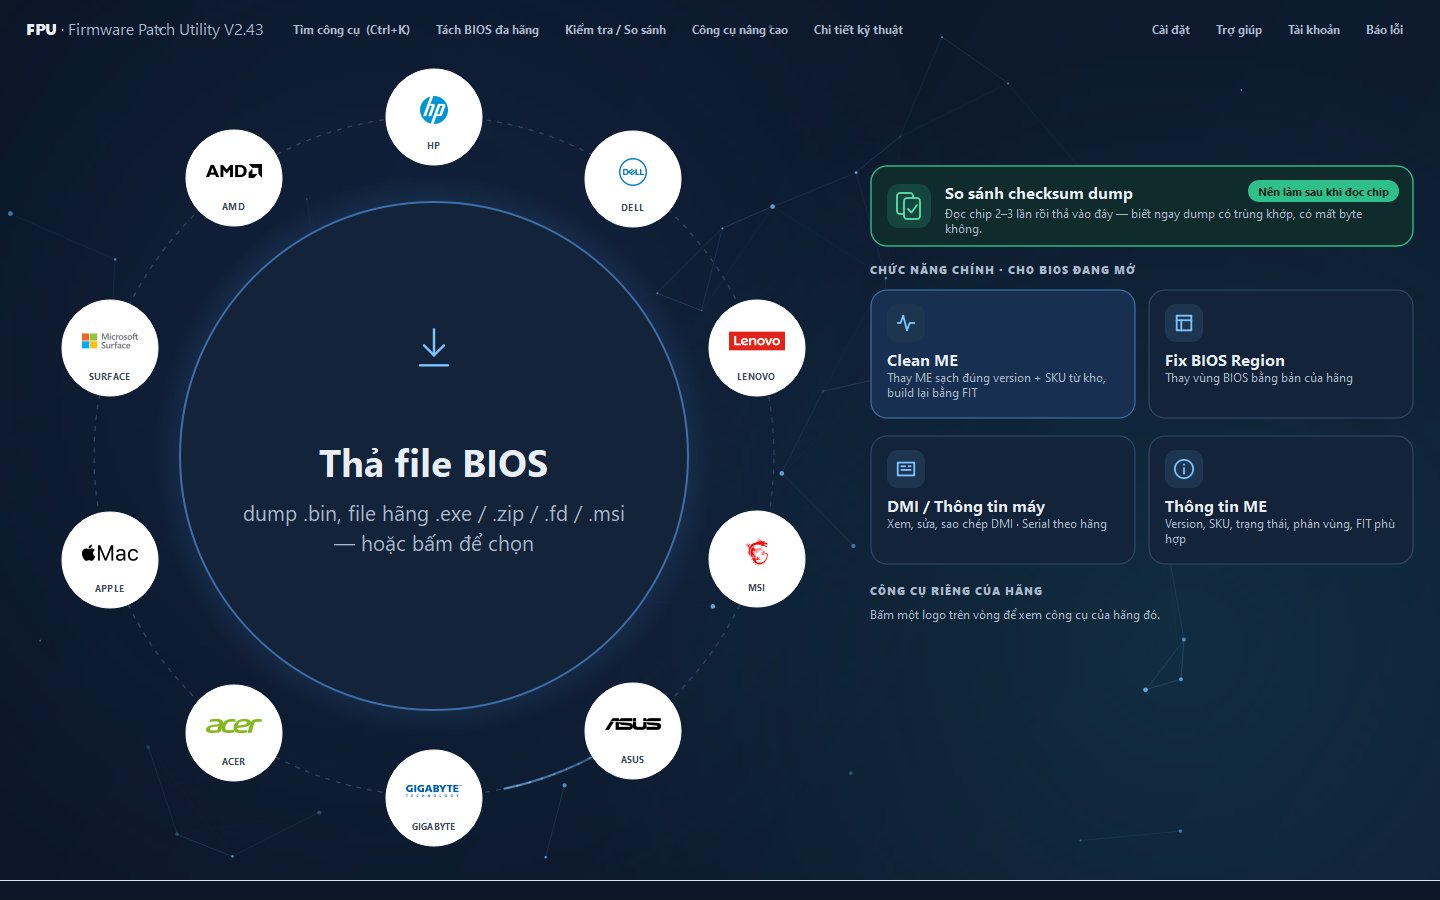 FPU · Firmware Patch Utility V2.43
Tìm công cụ (Ctrl+K)
Tách BIOS đa hãng
Kiểm tra / So sánh
Công cụ nâng cao
Chi tiết kỹ thuật
Cài đặt
Trợ giúp
Tài khoản
Báo lỗi
hp
HP
AMD
AMD
DELL
DELL
Microsoft
Surface
SURFACE
Lenovo
LENOVO
Mac
APPLE
MSI
acer
ACER
GIGABYTE
TECHNOLOGY
GIGABYTE
ASUS
ASUS
Thả file BIOS
dump .bin, file hãng .exe / .zip / .fd / .msi
— hoặc bấm để chọn
So sánh checksum dump
Nên làm sau khi đọc chip
Đọc chip 2–3 lần rồi thả vào đây — biết ngay dump có trùng khớp, có mất byte
không.
CHỨC NĂNG CHÍNH · CHO BIOS ĐANG MỞ
Clean ME
Thay ME sạch đúng version + SKU từ kho,
build lại bằng FIT
Fix BIOS Region
Thay vùng BIOS bằng bản của hãng
DMI / Thông tin máy
Xem, sửa, sao chép DMI · Serial theo hãng
Thông tin ME
Version, SKU, trạng thái, phân vùng, FIT phù
hợp
CÔNG CỤ RIÊNG CỦA HÃNG
Bấm một logo trên vòng để xem công cụ của hãng đó.